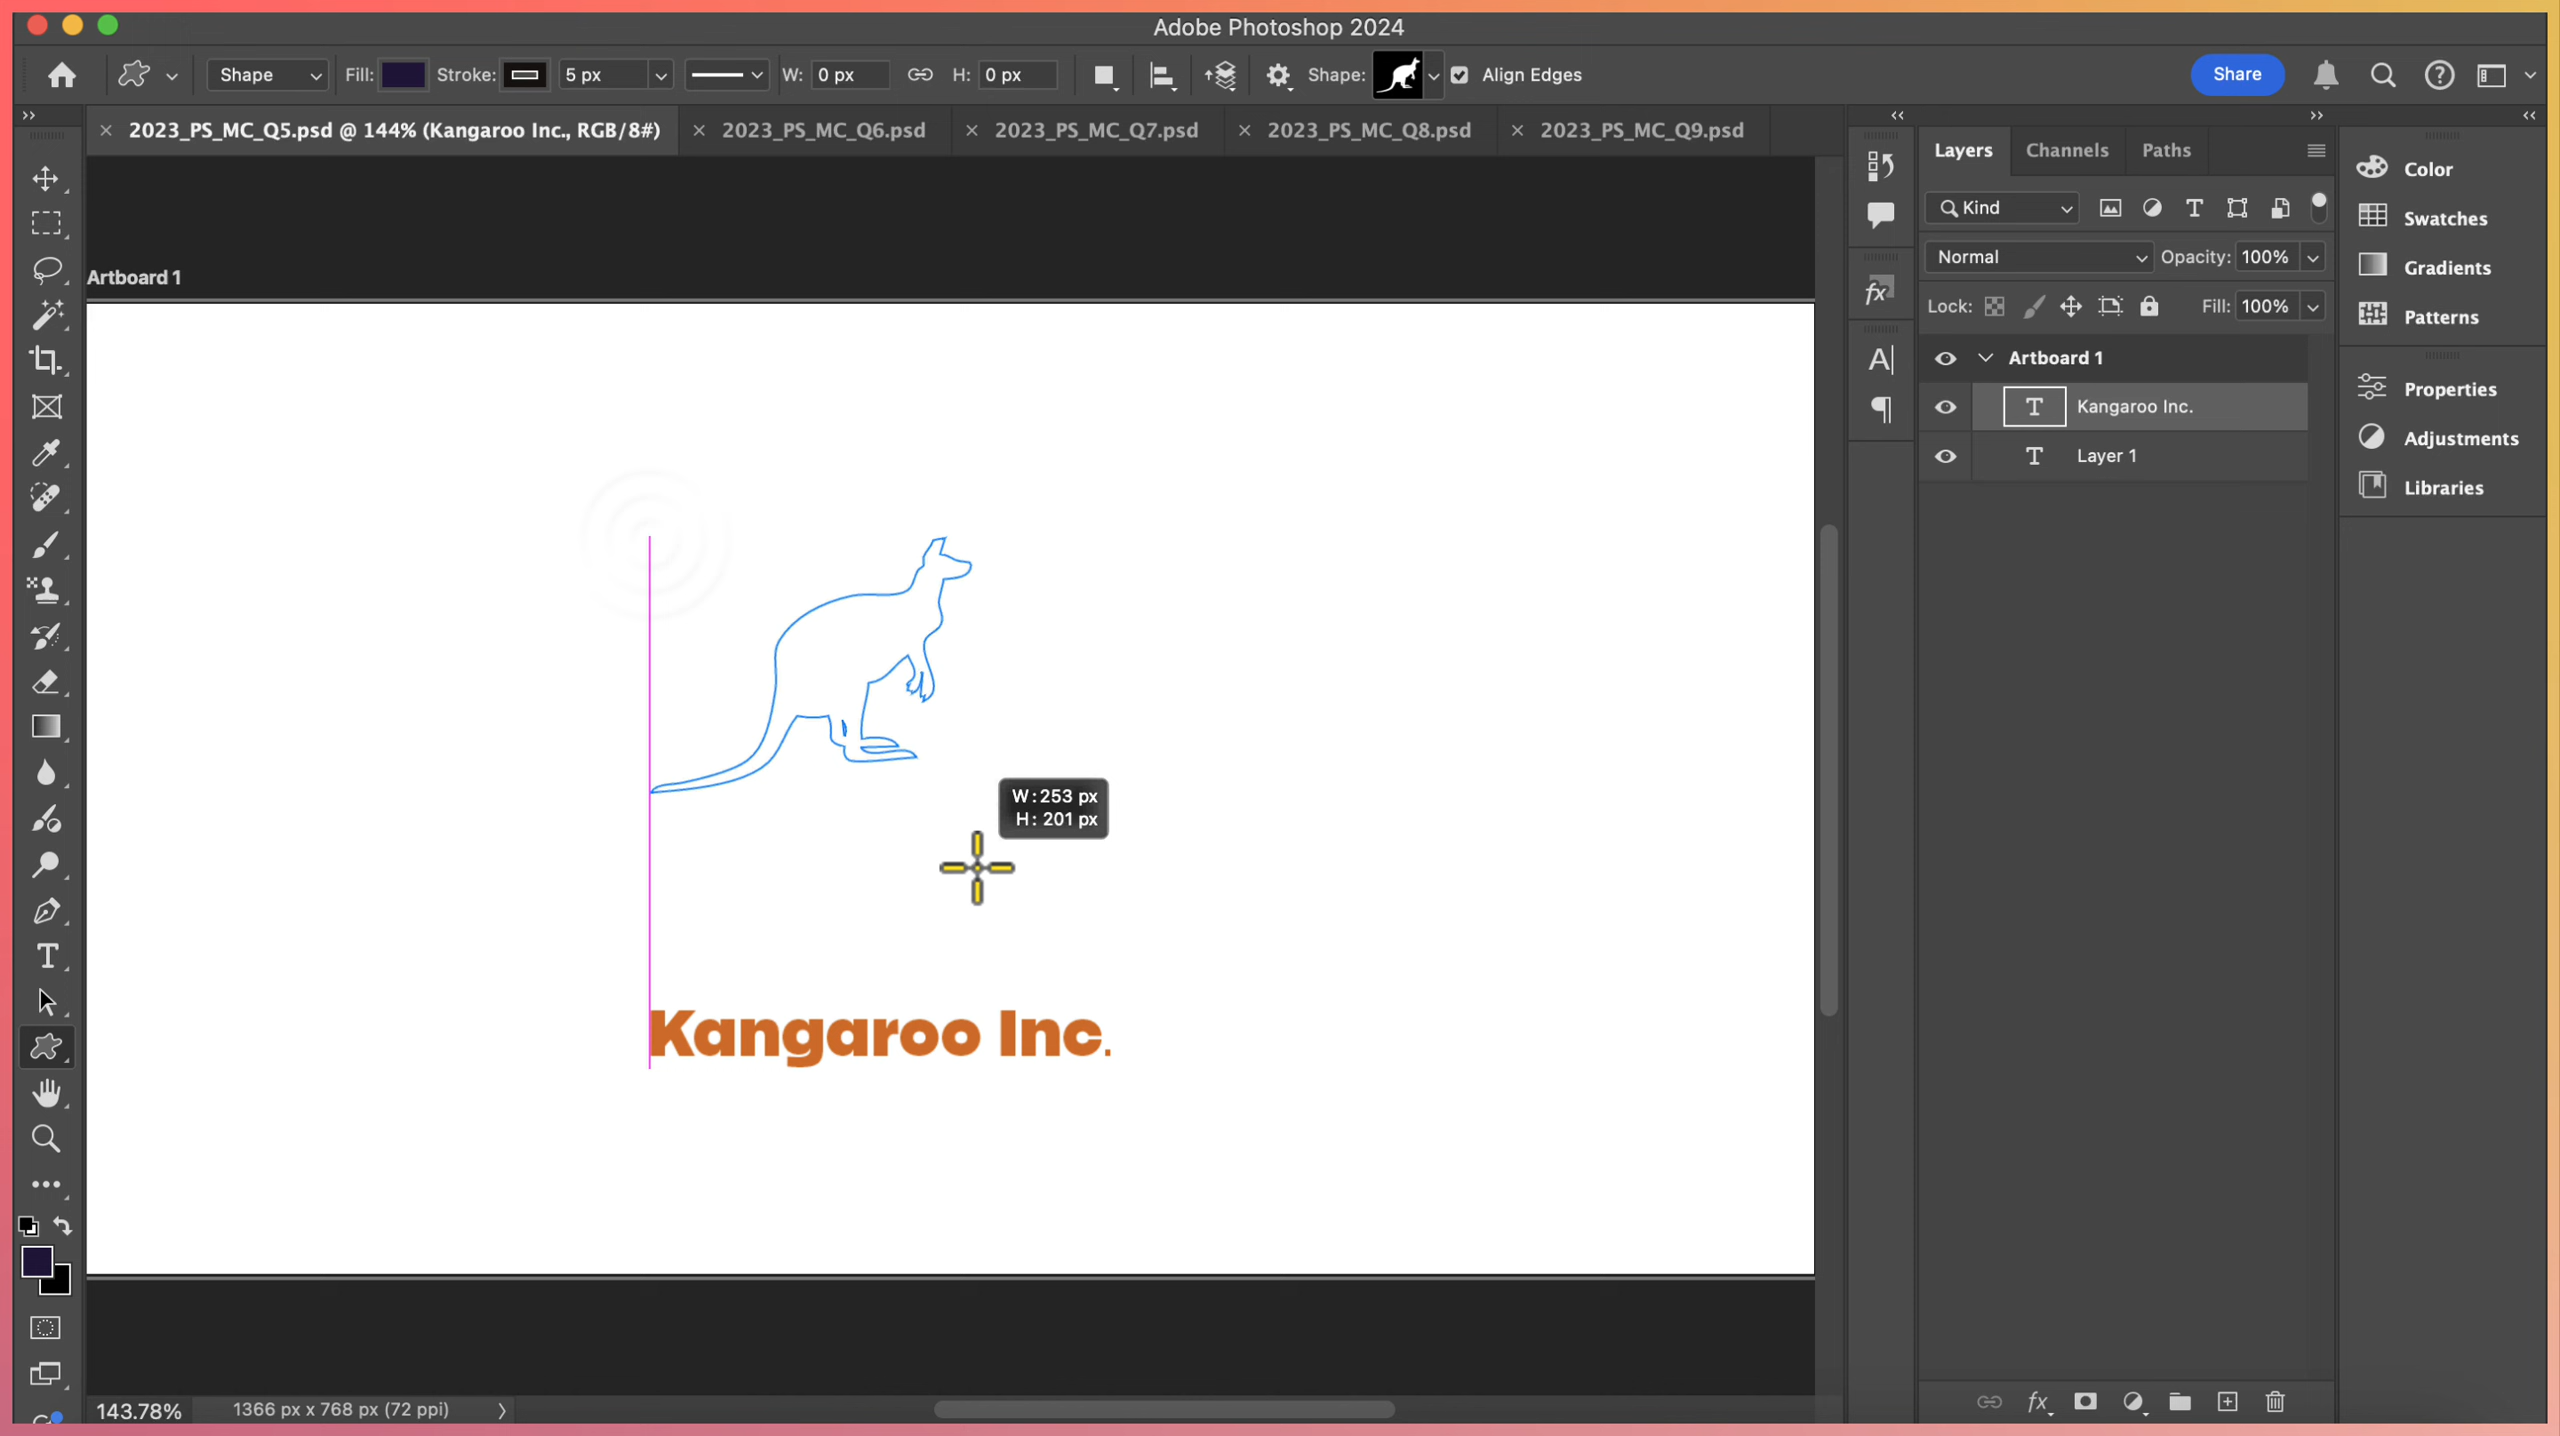 Adobe Photoshop 2024
Shape Fill: Stroke: 5 px W: 0 px H: 0 px Shape: Align Edges Share
2023_PS_MC_Q5.psd @ 144% (Kangaroo Inc., RGB/8#) 2023_PS_MC_Q6.psd 2023_PS_MC_Q7.psd 2023_PS_MC_Q8.psd 2023_PS_MC_Q9.psd
Artboard 1
W: 253 px
H: 201 px
Kangaroo Inc.
143.78% 1366 px x 768 px (72 ppi)
Layers Channels Paths
Kind
Normal Opacity: 100%
Lock: Fill: 100%
Artboard 1
Kangaroo Inc.
Layer 1
Color
Swatches
Gradients
Patterns
Properties
Adjustments
Libraries